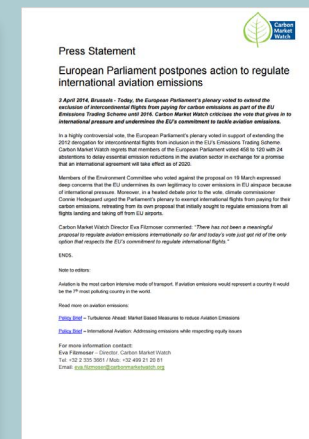 Carbon
Market
Watch
Press Statement
European Parliament postpones action to regulate
international aviation emissions
3 April 2014, Brussels - Today, the European Parliament's plenary voted to extend the
exclusion of intercontinental flights from paying for carbon emissions as part of the EU
Emissions Trading Scheme until 2016. Carbon Market Watch criticises the vote that gives in to
international pressure and undermines the EU's commitment to tackle aviation emissions.
In a highly controversial vote, the European Parliament's plenary voted in support of extending the
2012 derogation for intercontinental flights from inclusion in the EU's Emissions Trading Scheme.
Carbon Market Watch regrets that members of the European Parliament voted 458 to 120 with 24
abstentions to delay essential emission reductions in the aviation sector in exchange for a promise
that an international agreement will take effect as of 2020.
Members of the Environment Committee who voted against the proposal on 19 March expressed
deep concerns that the EU undermines its own legitimacy to cover emissions in EU airspace because
of international pressure. Moreover, in a heated debate prior to the vote, climate commissioner
Connie Hedegaard urged the Parliament's plenary to exempt international flights from paying for their
carbon emissions, retreating from its own proposal that initially sought to regulate emissions from all
flights landing and taking off from EU airports.
Carbon Market Watch Director Eva Filzmoser commented: "There has not been a meaningful
proposal to regulate aviation emissions internationally so far and today's vote just got rid of the only
option that respects the EU's commitment to regulate international flights."
ENDS.
Note to editors:
Aviation is the most carbon intensive mode of transport. If aviation emissions would represent a country it would
be the 7th most polluting country in the world.
Read more on aviation emissions:
Policy Brief – Turbulence Ahead: Market Based Measures to reduce Aviation Emissions
Policy Brief – International Aviation: Addressing emissions while respecting equity issues
For more information contact:
Eva Filzmoser – Director, Carbon Market Watch
Tel: +32 2 335 3661 / Mob: +32 499 21 20 81
Email: eva.filzmoser@carbonmarketwatch.org